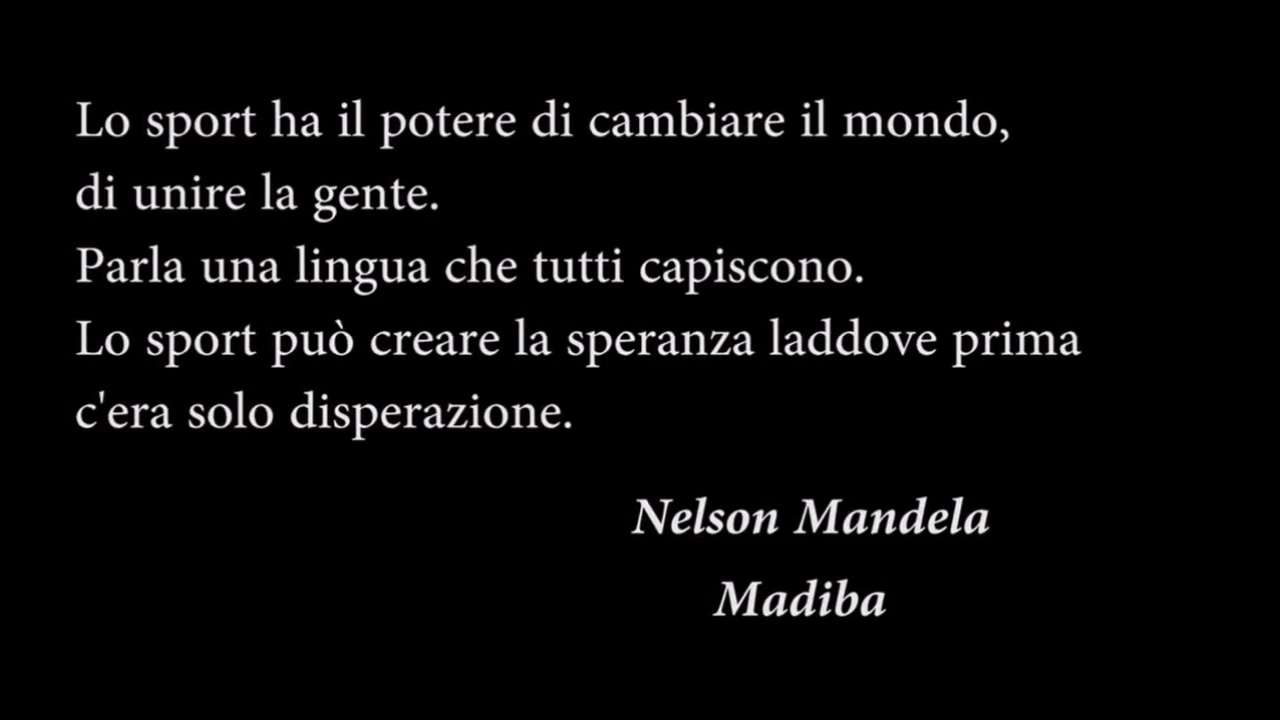 Lo sport ha il potere di cambiare il mondo,
di unire la gente.
Parla una lingua che tutti capiscono.
Lo sport può creare la speranza laddove prima
c'era solo disperazione.
Nelson Mandela
Madiba